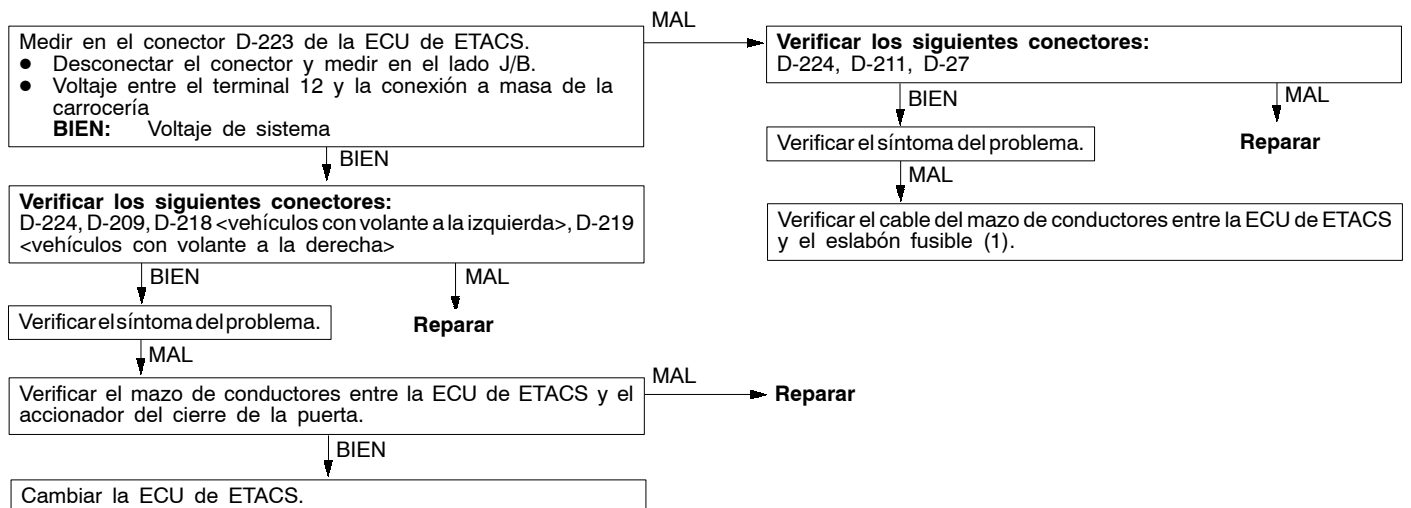 Medir en el conector D-223 de la ECU de ETACS.
● Desconectar el conector y medir en el lado J/B.
● Voltaje entre el terminal 12 y la conexión a masa de la
carrocería
BIEN: Voltaje de sistema
MAL
Verificar los siguientes conectores:
D-224, D-211, D-27
BIEN
MAL
Verificar el síntoma del problema.
Reparar
MAL
Verificar el cable del mazo de conductores entre la ECU de ETACS
y el eslabón fusible (1).
BIEN
Verificar los siguientes conectores:
D-224, D-209, D-218 <vehículos con volante a la izquierda>, D-219
<vehículos con volante a la derecha>
BIEN
MAL
Verificar el síntoma del problema.
Reparar
MAL
Verificar el mazo de conductores entre la ECU de ETACS y el
accionador del cierre de la puerta.
MAL
Reparar
BIEN
Cambiar la ECU de ETACS.